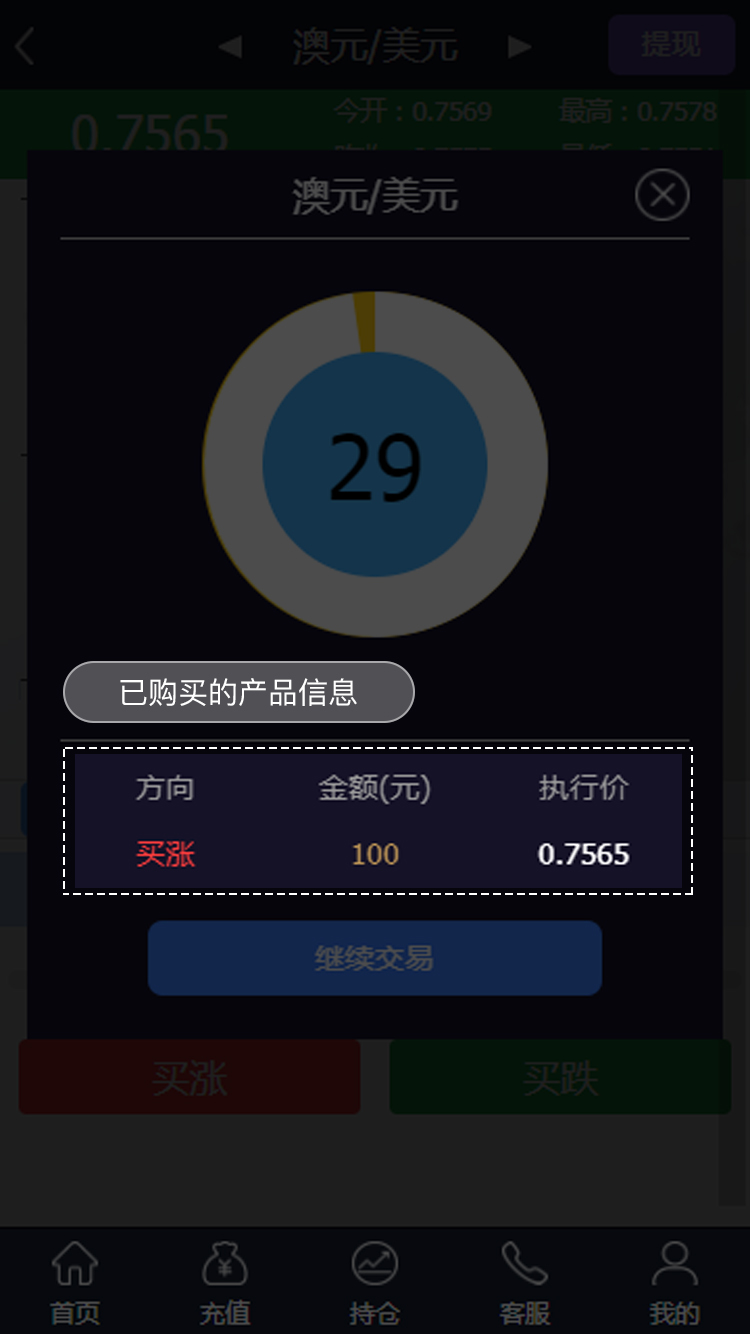 澳元/美元 提现
0.7565 今开：0.7569 最高：0.7578
澳元/美元
29
已购买的产品信息
方向 金额(元) 执行价
买涨 100 0.7565
继续交易
买涨 买跌
首页 充值 持仓 客服 我的